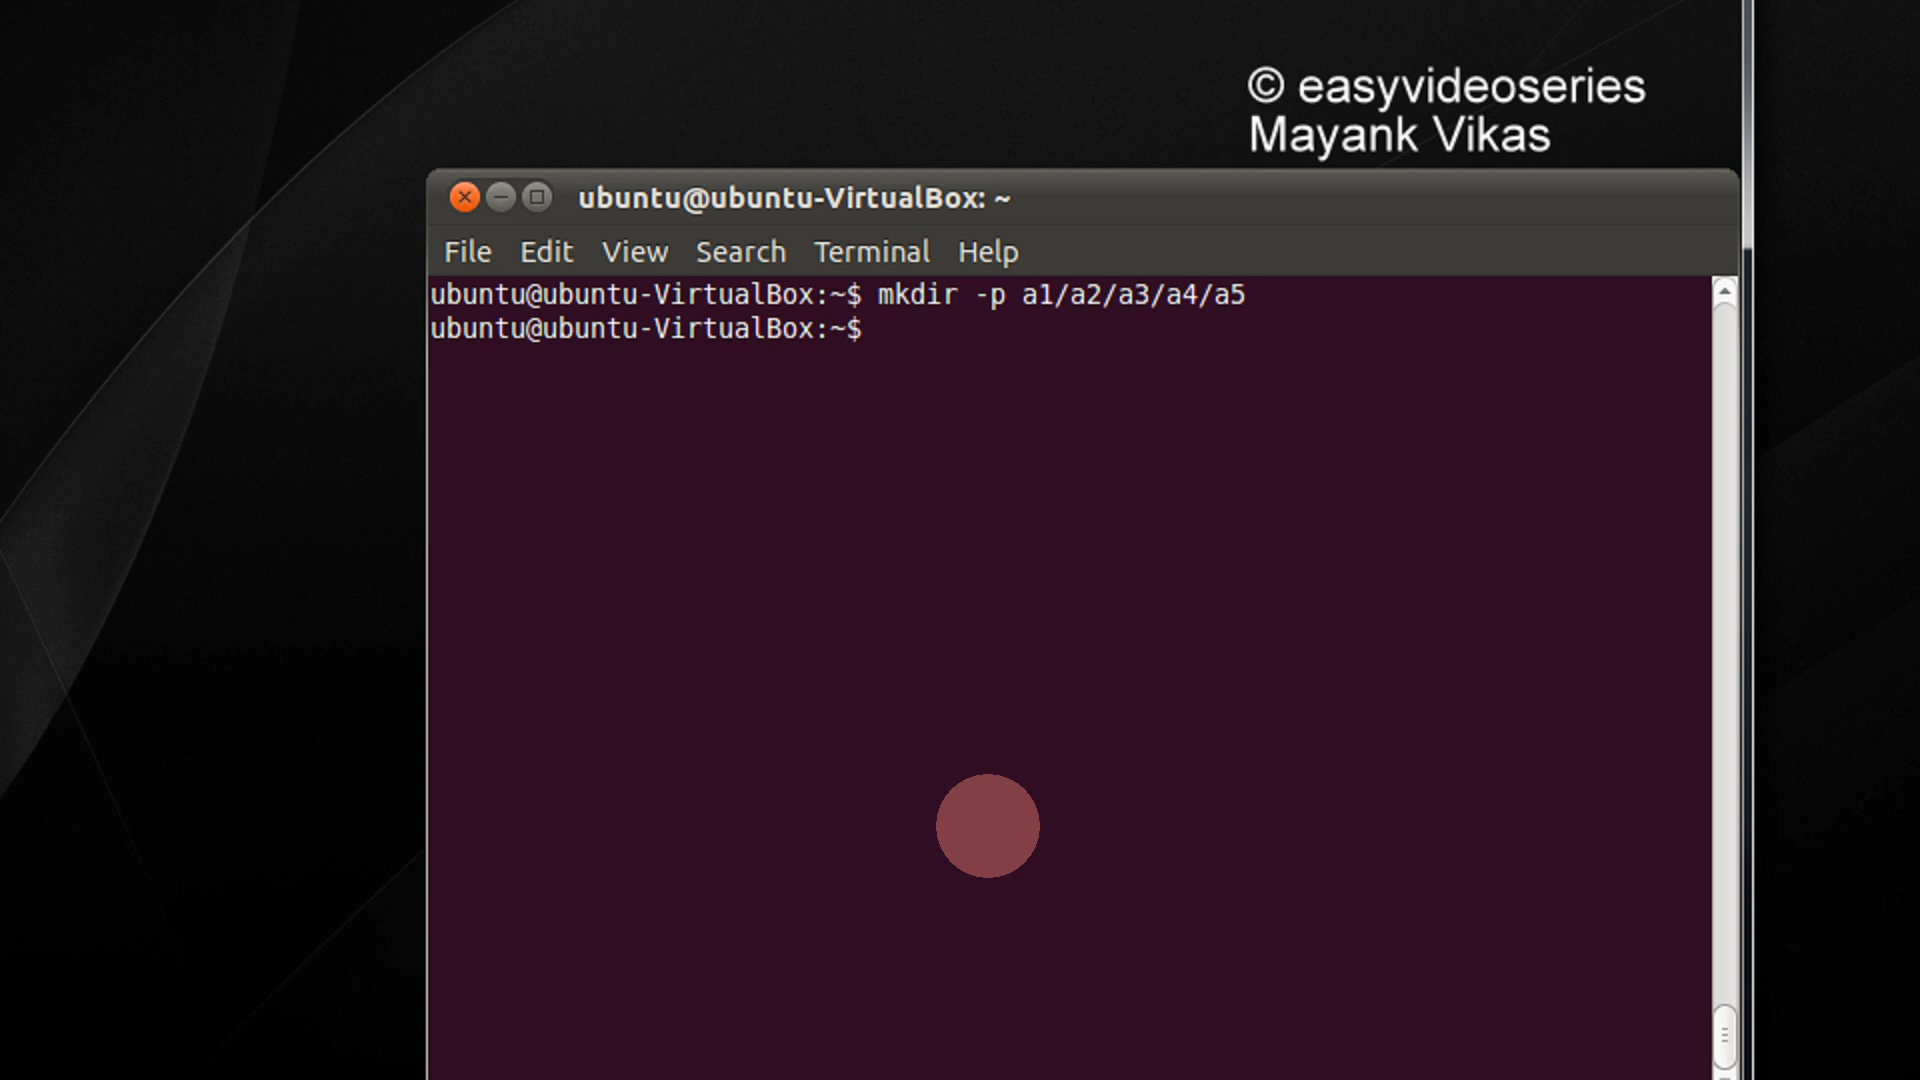 © easyvideoseries
Mayank Vikas
ubuntu@ubuntu-VirtualBox: ~
File Edit View Search Terminal Help
ubuntu@ubuntu-VirtualBox:~$ mkdir -p a1/a2/a3/a4/a5
ubuntu@ubuntu-VirtualBox:~$